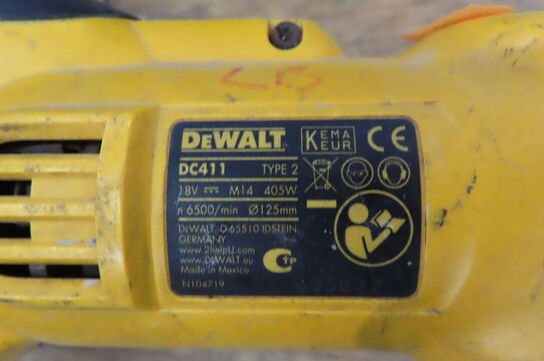 CB
DEWALT
KEMA
KEUR
CE
DC411 TYPE 2
18V M14 405W
n 6500/min Ø125mm
DEWALT, D-65510 IDSTEIN,
GERMANY
www.2helpU.com
www.DEWALT.eu
Made in Mexico
N104719